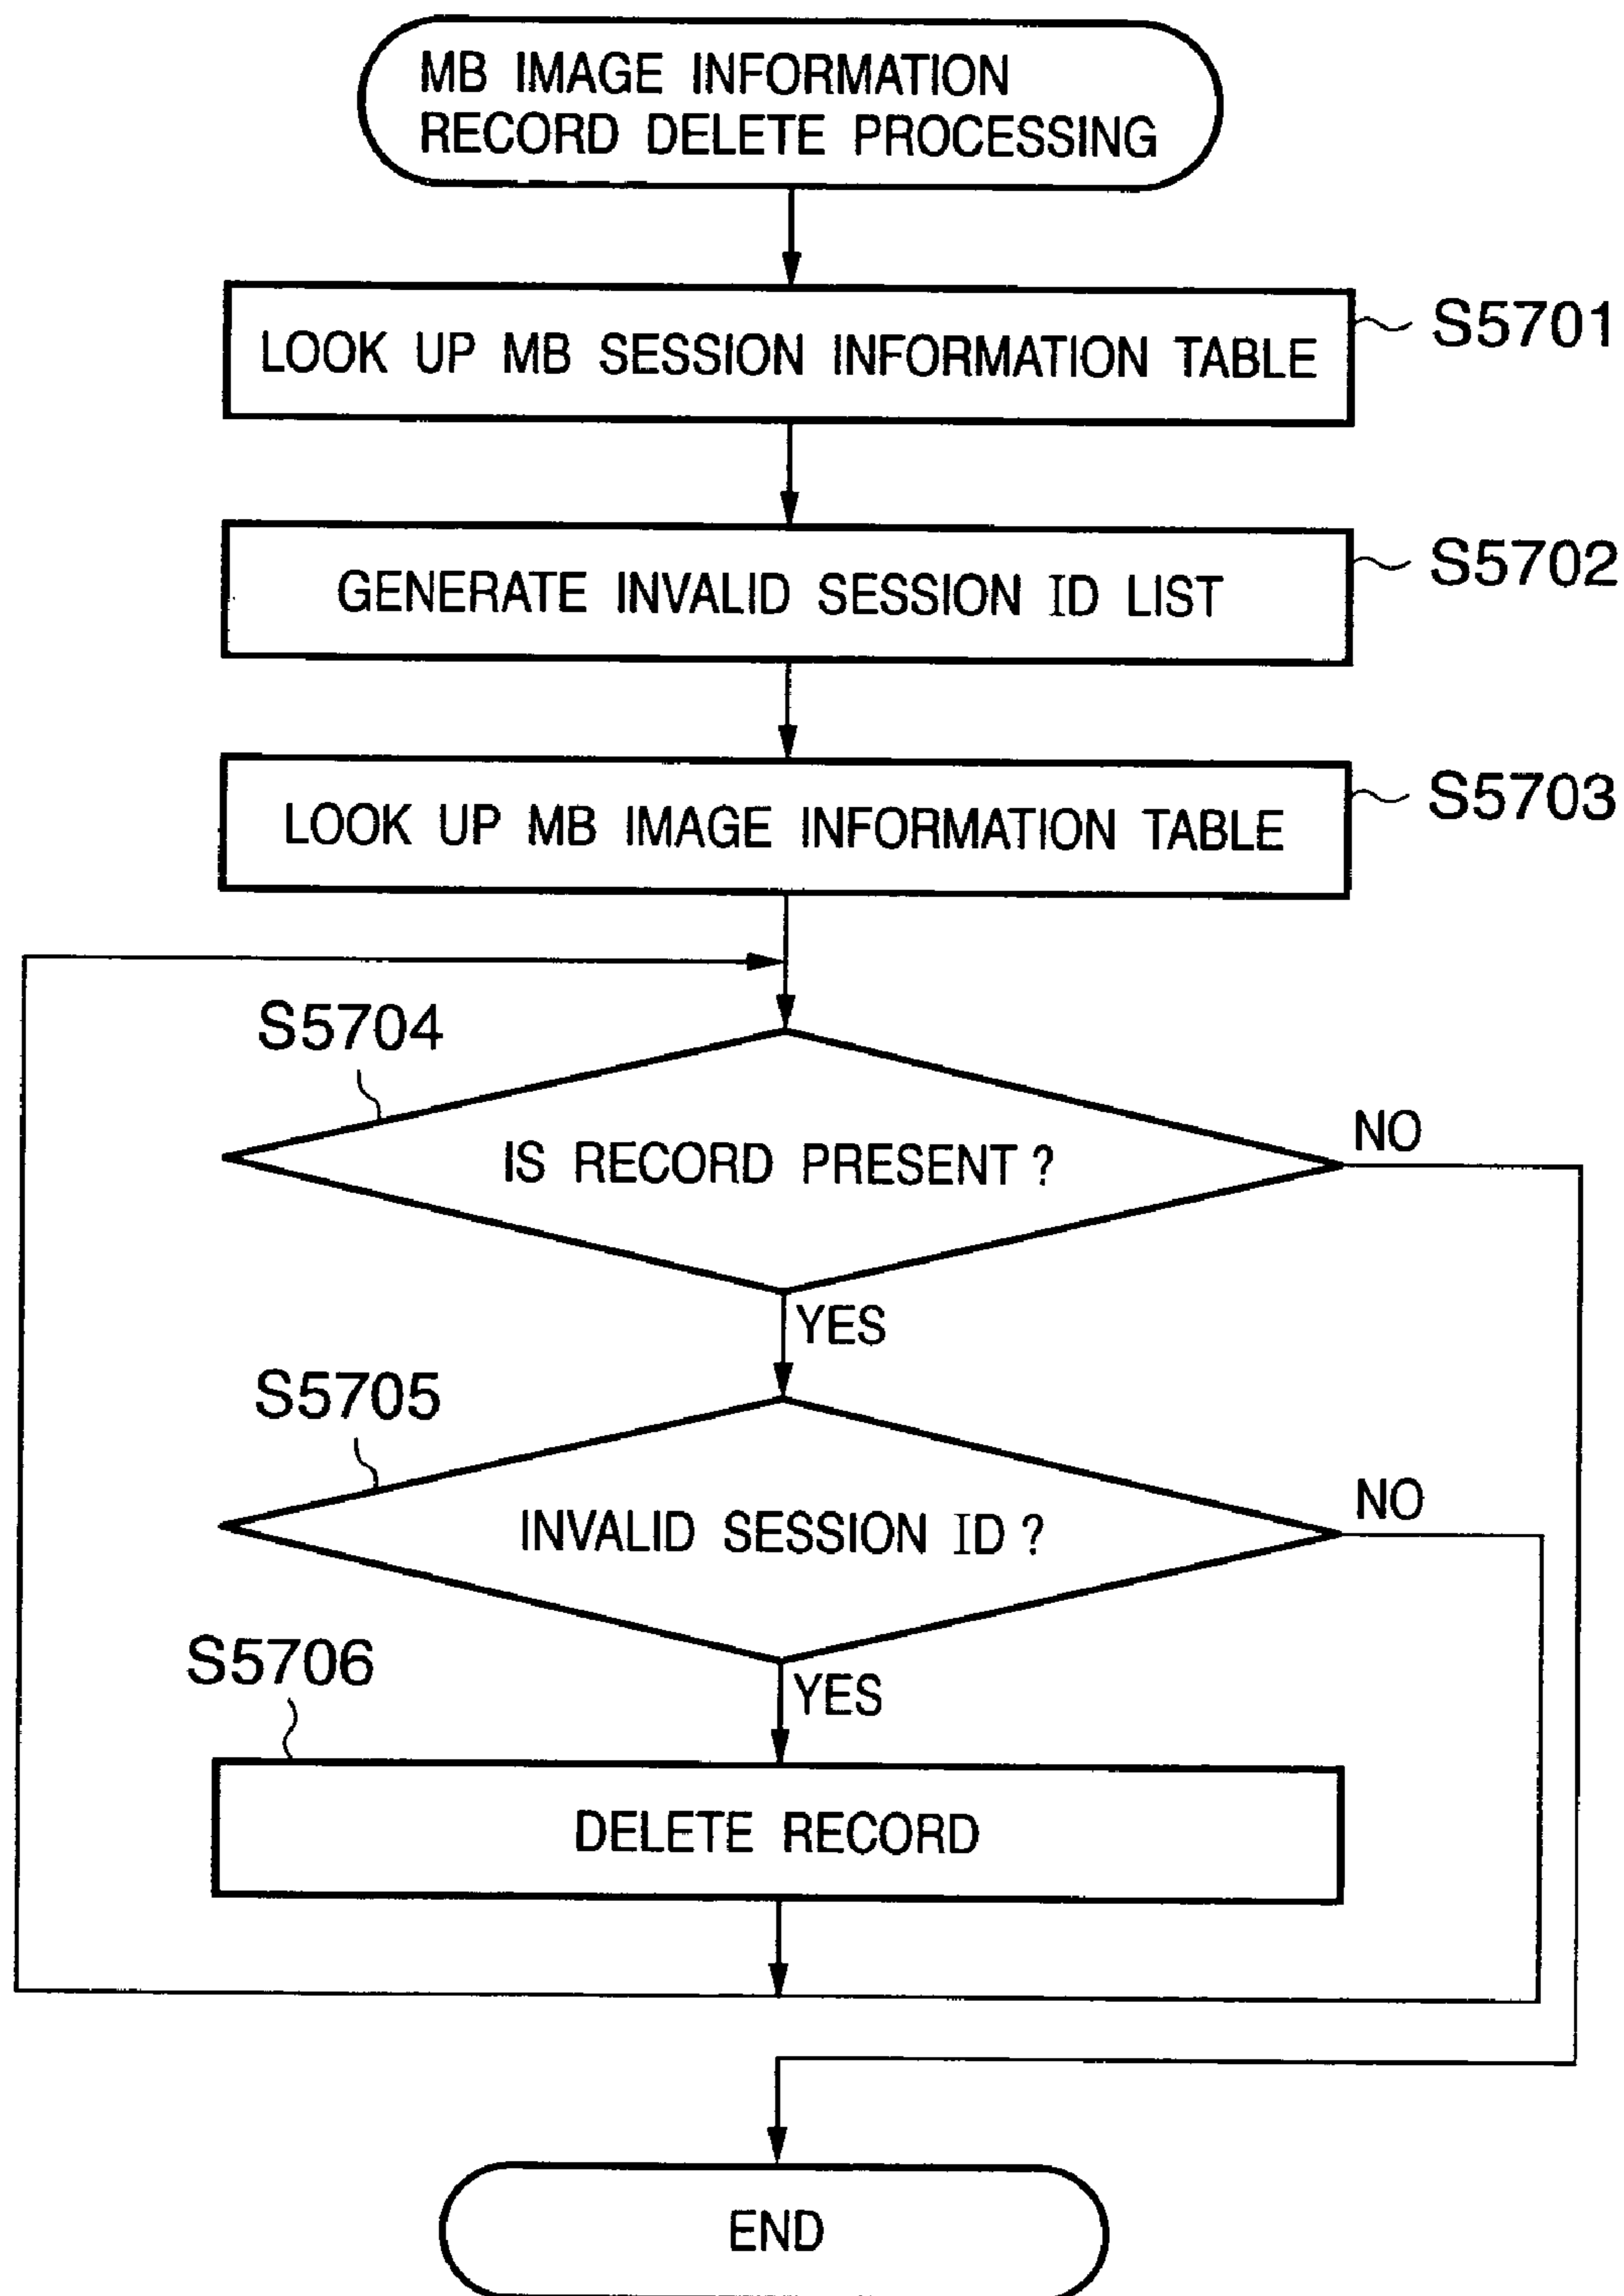 MB IMAGE INFORMATION
RECORD DELETE PROCESSING
LOOK UP MB SESSION INFORMATION TABLE
S5701
GENERATE INVALID SESSION ID LIST
S5702
LOOK UP MB IMAGE INFORMATION TABLE
S5703
S5704
IS RECORD PRESENT ?
NO
YES
S5705
INVALID SESSION ID ?
NO
YES
S5706
DELETE RECORD
END